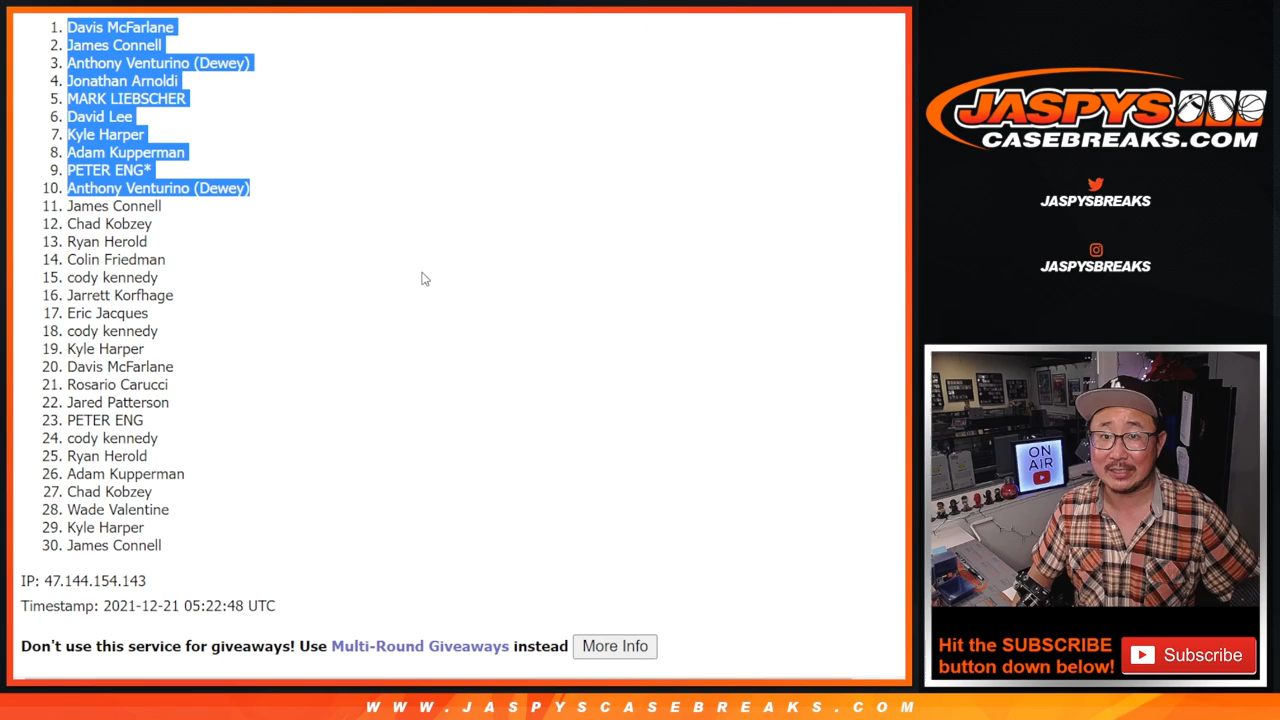 1. Davis McFarlane
2. James Connell
3. Anthony Venturino (Dewey)
4. Jonathan Arnoldi
5. MARK LIEBSCHER
6. David Lee
7. Kyle Harper
8. Adam Kupperman
9. PETER ENG*
10. Anthony Venturino (Dewey)
11. James Connell
12. Chad Kobzey
13. Ryan Herold
14. Colin Friedman
15. cody kennedy
16. Jarrett Korfhage
17. Eric Jacques
18. cody kennedy
19. Kyle Harper
20. Davis McFarlane
21. Rosario Carucci
22. Jared Patterson
23. PETER ENG
24. cody kennedy
25. Ryan Herold
26. Adam Kupperman
27. Chad Kobzey
28. Wade Valentine
29. Kyle Harper
30. James Connell
IP: 47.144.154.143
Timestamp: 2021-12-21 05:22:48 UTC
Don't use this service for giveaways! Use Multi-Round Giveaways instead More Info
JASPYS
CASEBREAKS.COM
JASPYSBREAKS
JASPYSBREAKS
ON
AIR
Hit the SUBSCRIBE
button down below!
Subscribe
WWW.JASPYSCASEBREAKS.COM